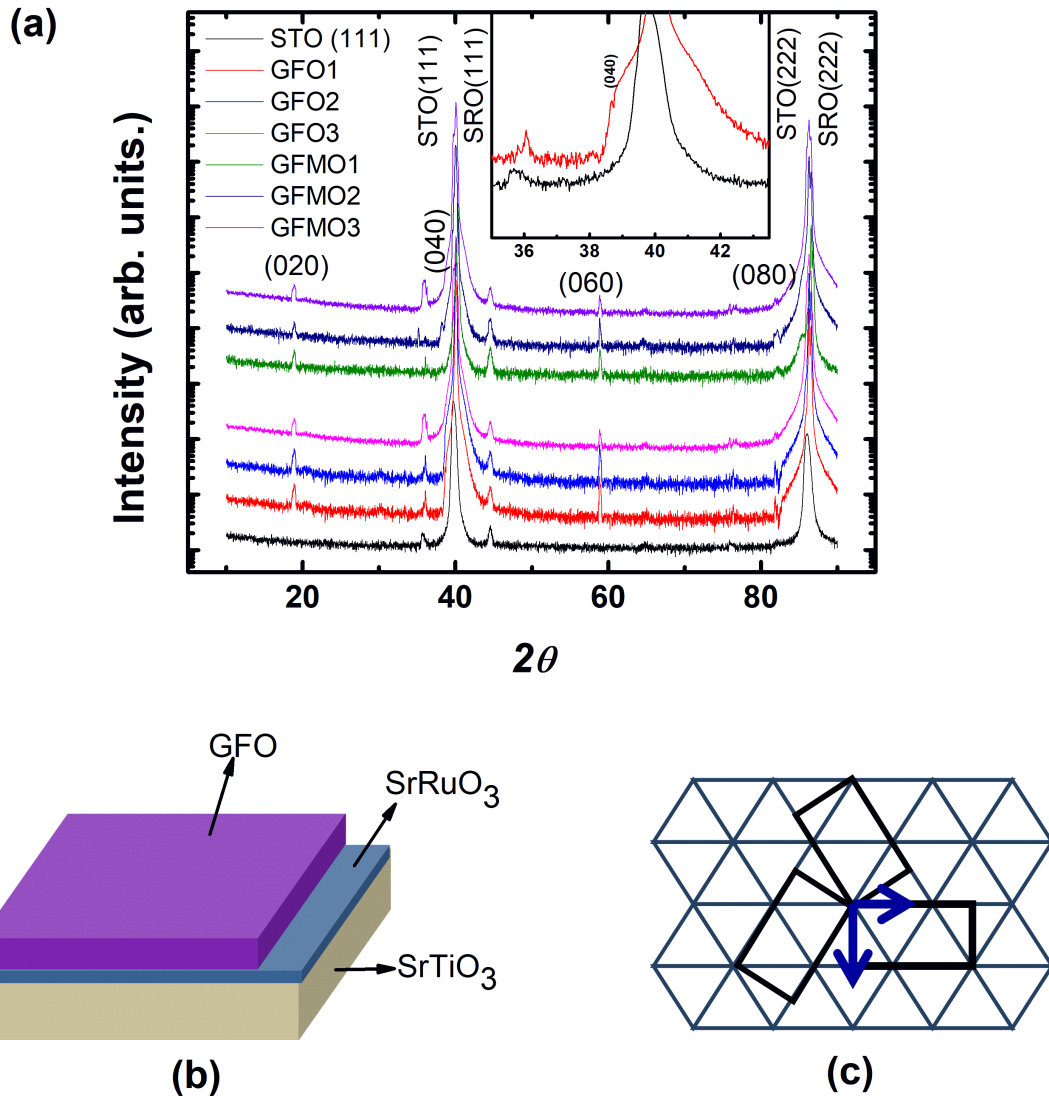 (a)
STO (111)
GFO1
GFO2
GFO3
GFMO1
GFMO2
GFMO3
STO(111)
SRO(111)
(040)
36 38 40 42
STO(222)
SRO(222)
(020)
(040)
(060)
(080)
Intensity (arb. units.)
20 40 60 80
2θ
GFO
SrRuO3
SrTiO3
(b)
(c)